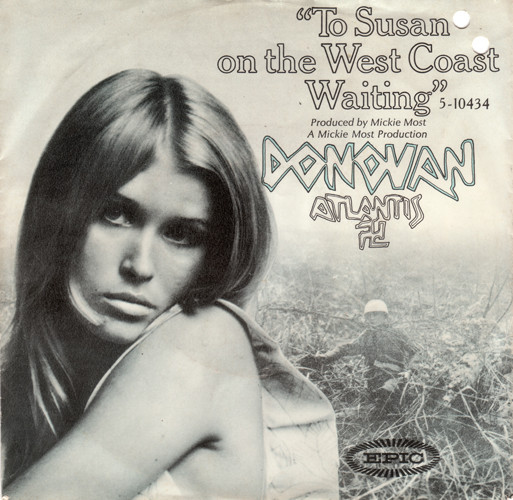 “To Susan
on the West Coast
Waiting” 5-10434
Produced by Mickie Most
A Mickie Most Production
DONOVAN
ATLANTIS
EPIC